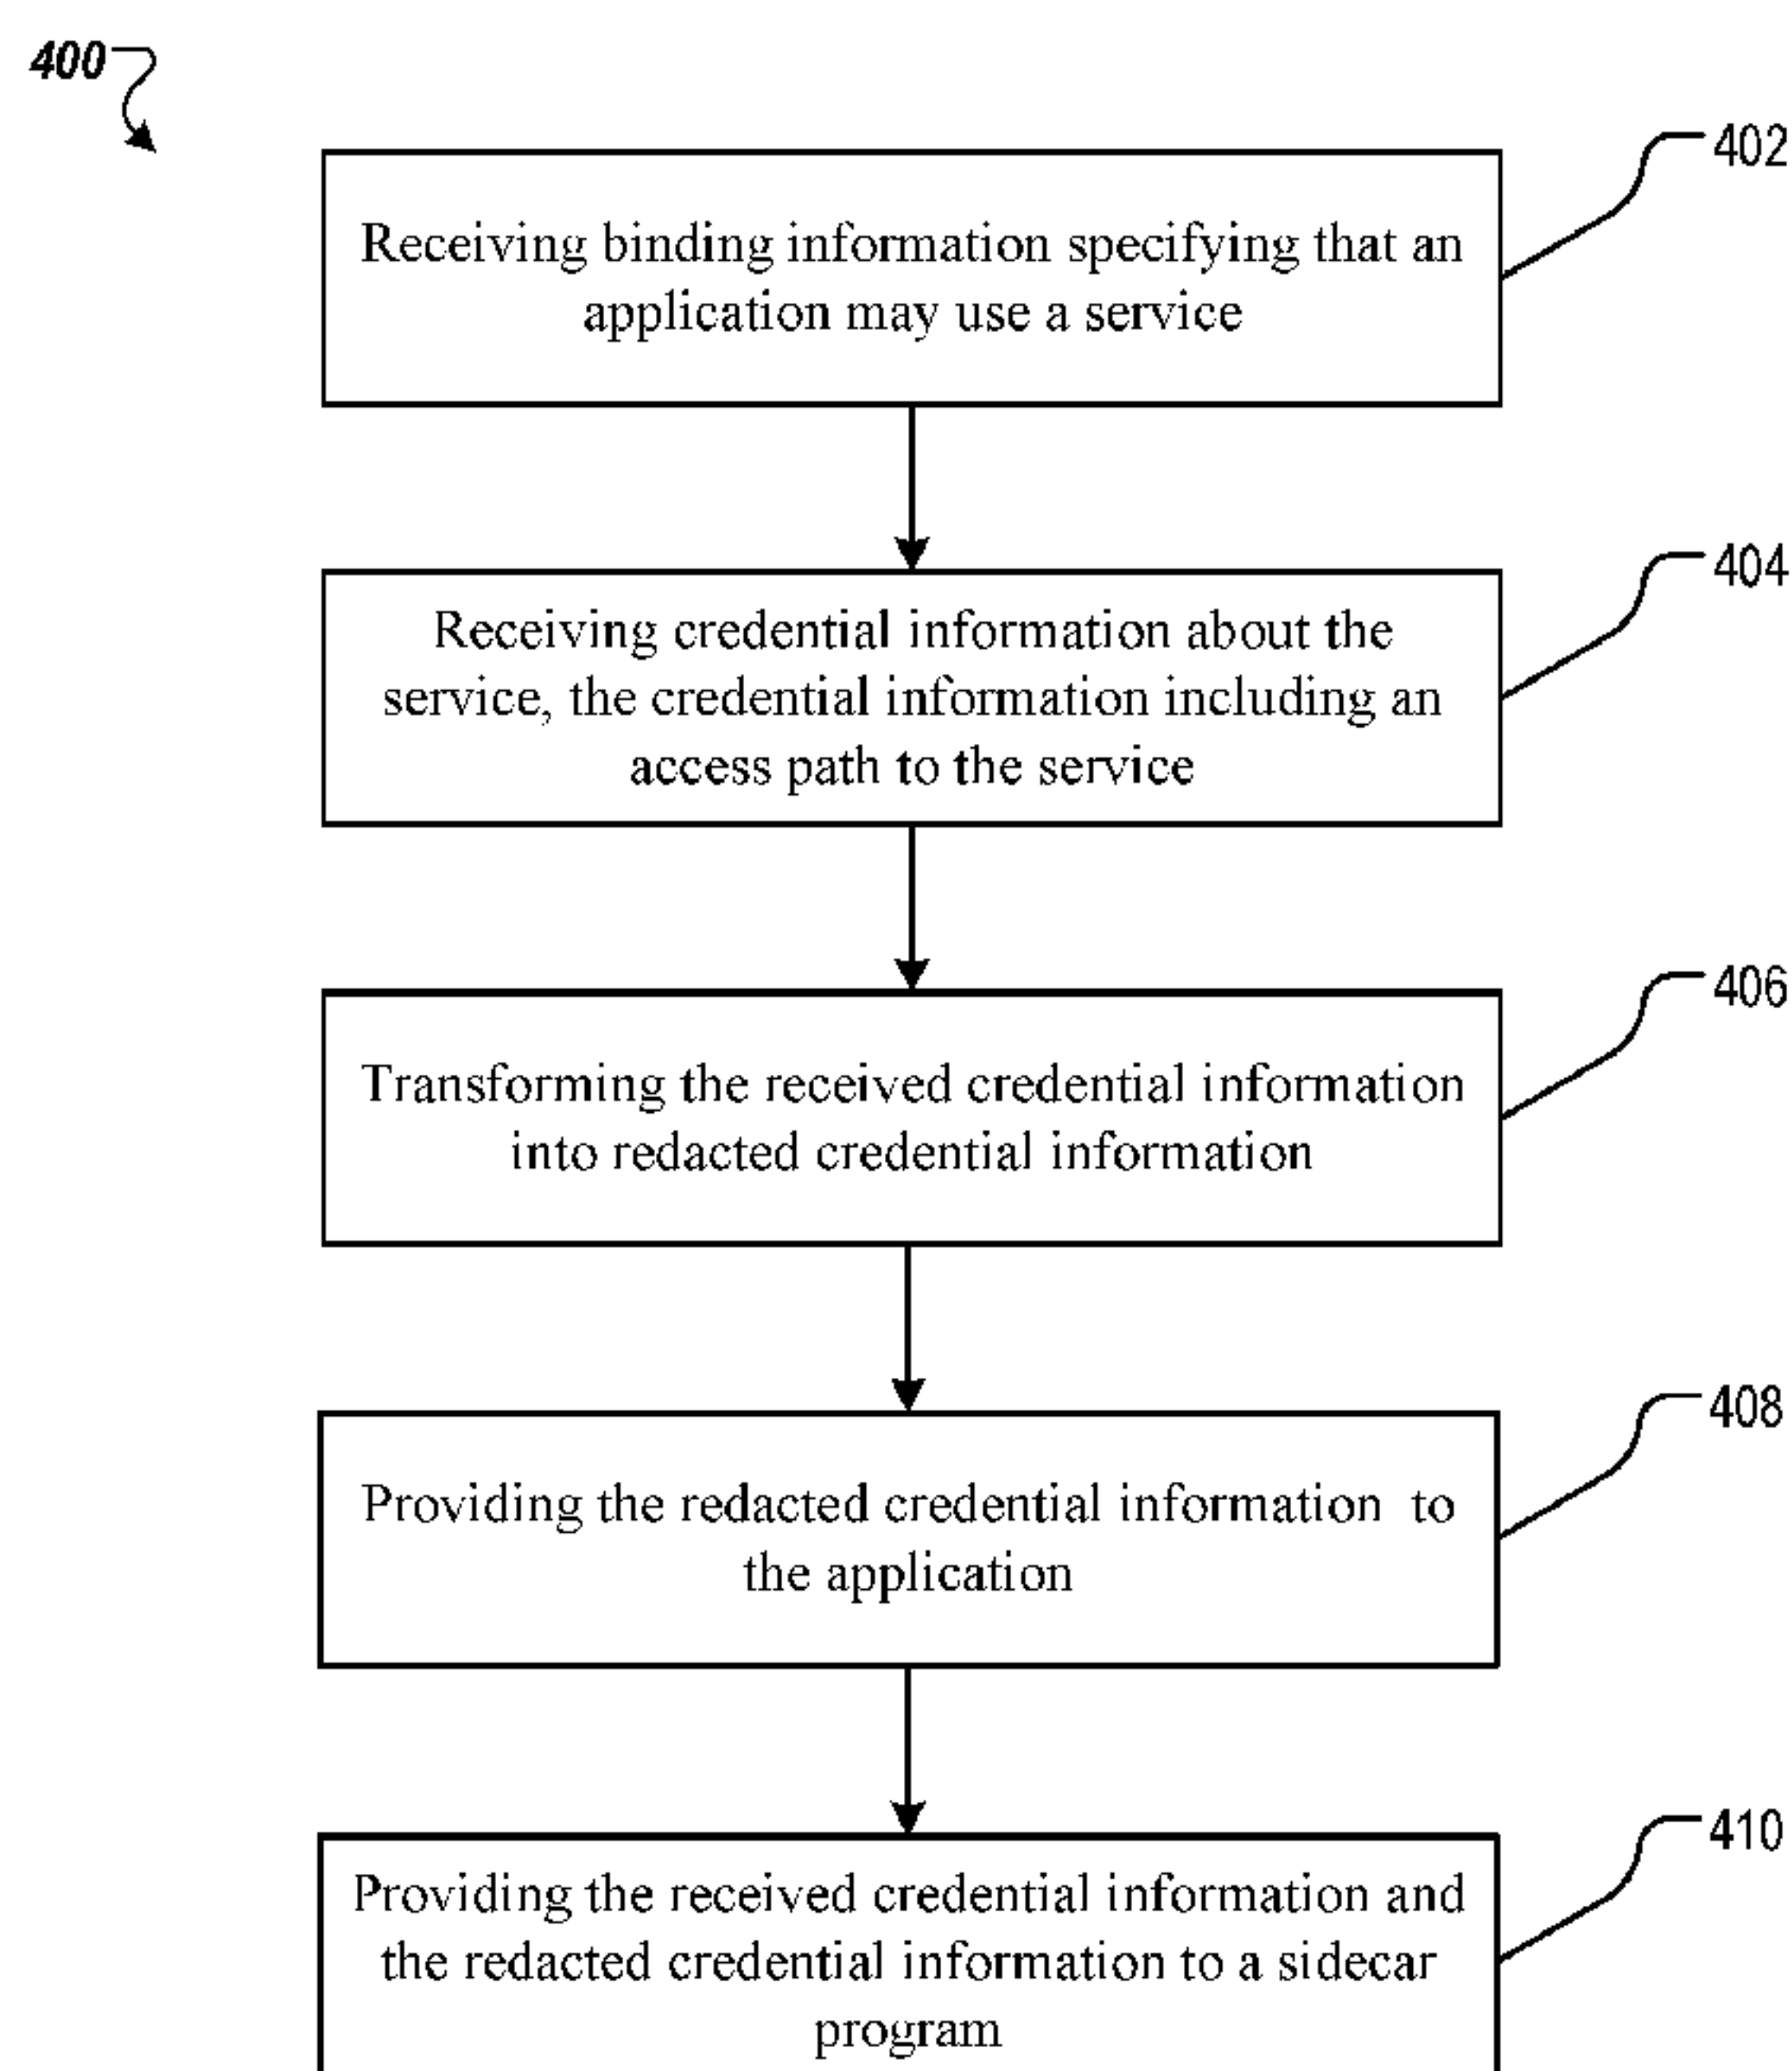 400
402
Receiving binding information specifying that an
application may use a service
404
Receiving credential information about the
service, the credential information including an
access path to the service
406
Transforming the received credential information
into redacted credential information
408
Providing the redacted credential information to
the application
410
Providing the received credential information and
the redacted credential information to a sidecar
program